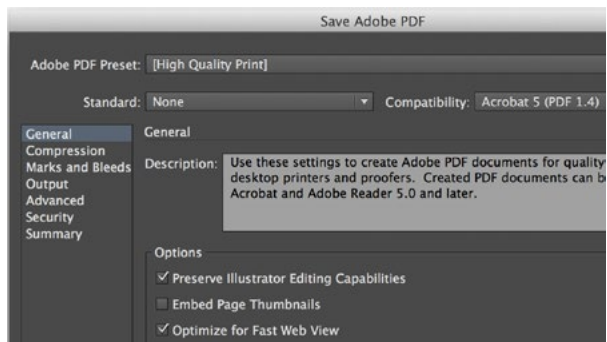 Save Adobe PDF
Adobe PDF Preset: [High Quality Print]
Standard: None Compatibility: Acrobat 5 (PDF 1.4)
General
Compression
Marks and Bleeds
Output
Advanced
Security
Summary
General
Description: Use these settings to create Adobe PDF documents for quality
desktop printers and proofers. Created PDF documents can be
Acrobat and Adobe Reader 5.0 and later.
Options
Preserve Illustrator Editing Capabilities
Embed Page Thumbnails
Optimize for Fast Web View